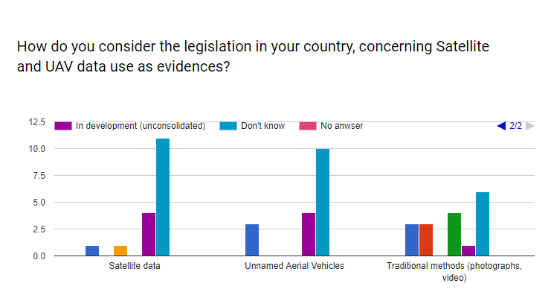 How do you consider the legislation in your country, concerning Satellite
and UAV data use as evidences?
12.5
In development (unconsolidated)
Don't know
No anwser
2/2
10.0
7.5
5.0
2.5
0.0
Satellite data
Unnamed Aerial Vehicles
Traditional methods (photographs,
video)